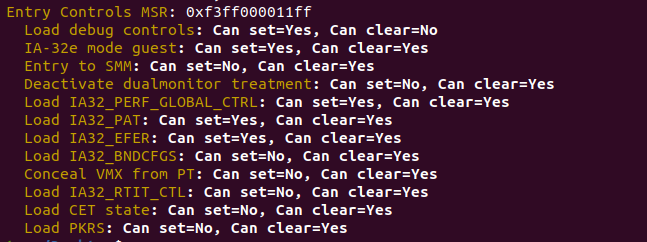 Entry Controls MSR: 0xf3ff000011ff
Load debug controls: Can set=Yes, Can clear=No
IA-32e mode guest: Can set=Yes, Can clear=Yes
Entry to SMM: Can set=No, Can clear=Yes
Deactivate dualmonitor treatment: Can set=No, Can clear=Yes
Load IA32_PERF_GLOBAL_CTRL: Can set=Yes, Can clear=Yes
Load IA32_PAT: Can set=Yes, Can clear=Yes
Load IA32_EFER: Can set=Yes, Can clear=Yes
Load IA32_BNDCFGS: Can set=No, Can clear=Yes
Conceal VMX from PT: Can set=No, Can clear=Yes
Load IA32_RTIT_CTL: Can set=No, Can clear=Yes
Load CET state: Can set=No, Can clear=Yes
Load PKRS: Can set=No, Can clear=Yes